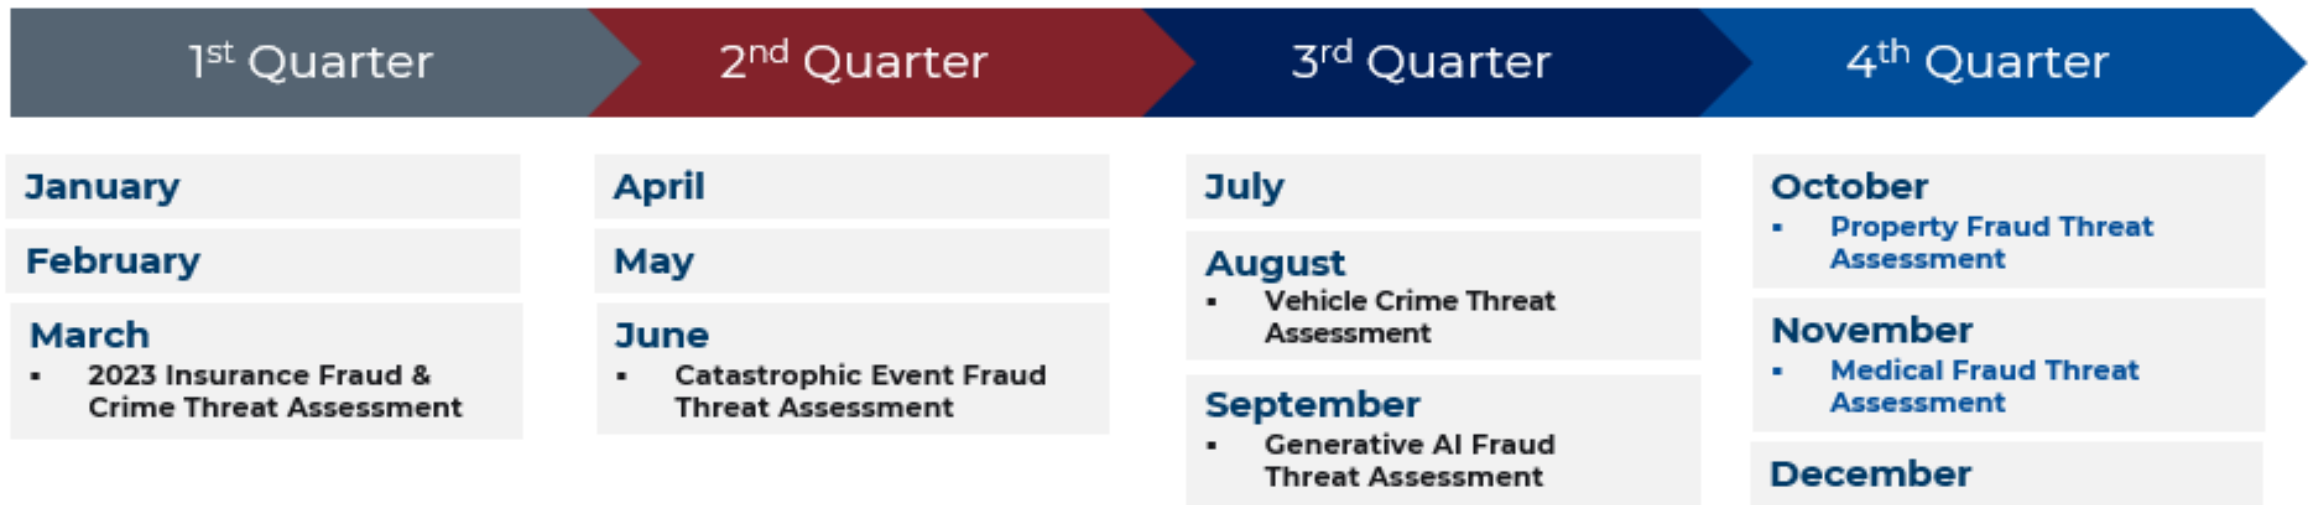 1st Quarter
2nd Quarter
3rd Quarter
4th Quarter
January
February
March
▪ 2023 Insurance Fraud &
Crime Threat Assessment
April
May
June
▪ Catastrophic Event Fraud
Threat Assessment
July
August
▪ Vehicle Crime Threat
Assessment
September
▪ Generative AI Fraud
Threat Assessment
October
▪ Property Fraud Threat
Assessment
November
▪ Medical Fraud Threat
Assessment
December